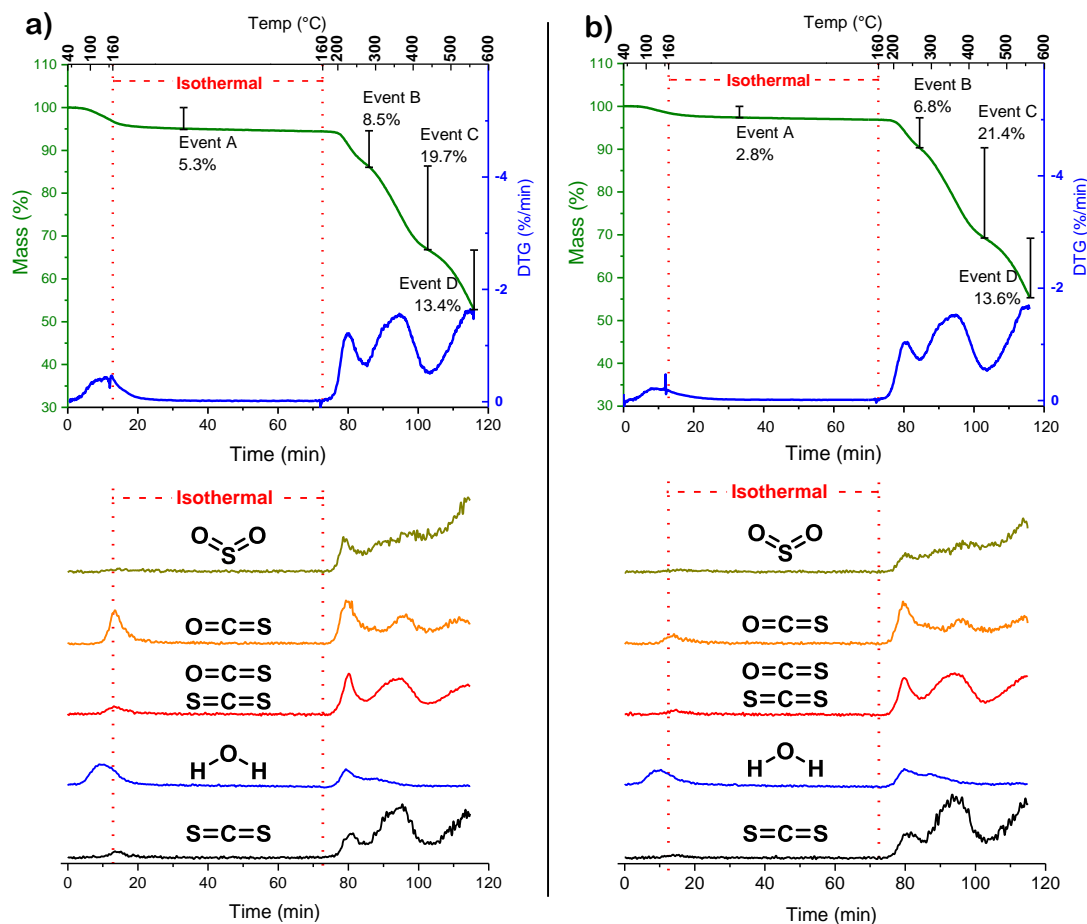 a)
Temp (°C)
40 100 160 160 200 300 400 500 600
110
100
90
80
70
60
50
40
30
Mass (%)
Isothermal
Event A
5.3%
Event B
8.5%
Event C
19.7%
Event D
13.4%
-4
-2
0
DTG (%/min)
0 20 40 60 80 100 120
Time (min)
Isothermal
O S O
O=C=S
O=C=S
S=C=S
H O H
S=C=S
0 20 40 60 80 100 120
Time (min)
b)
Temp (°C)
40 100 160 160 200 300 400 500 600
110
100
90
80
70
60
50
40
30
Mass (%)
Isothermal
Event A
2.8%
Event B
6.8%
Event C
21.4%
Event D
13.6%
-4
-2
0
DTG (%/min)
0 20 40 60 80 100 120
Time (min)
Isothermal
O S O
O=C=S
O=C=S
S=C=S
H O H
S=C=S
0 20 40 60 80 100 120
Time (min)